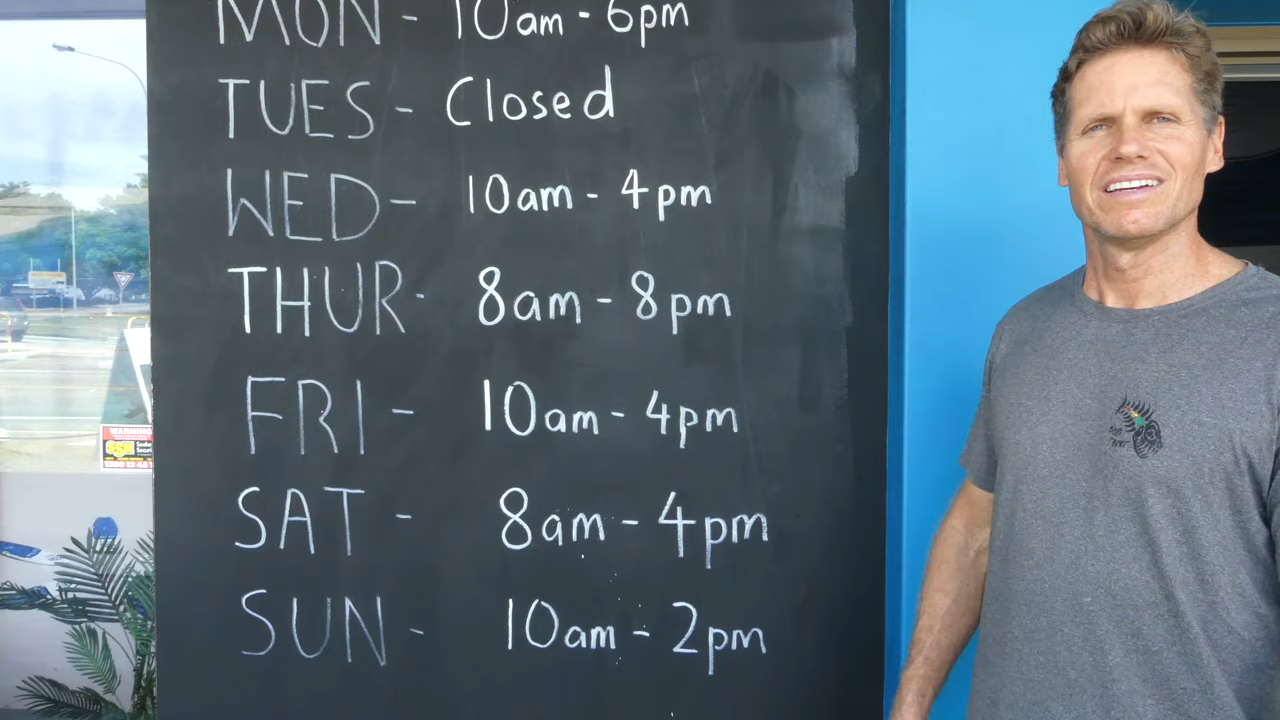 MON - 10am - 6pm
TUES - Closed
WED - 10am - 4pm
THUR - 8am - 8pm
FRI - 10am - 4pm
SAT - 8am - 4pm
SUN - 10am - 2pm
WARNING